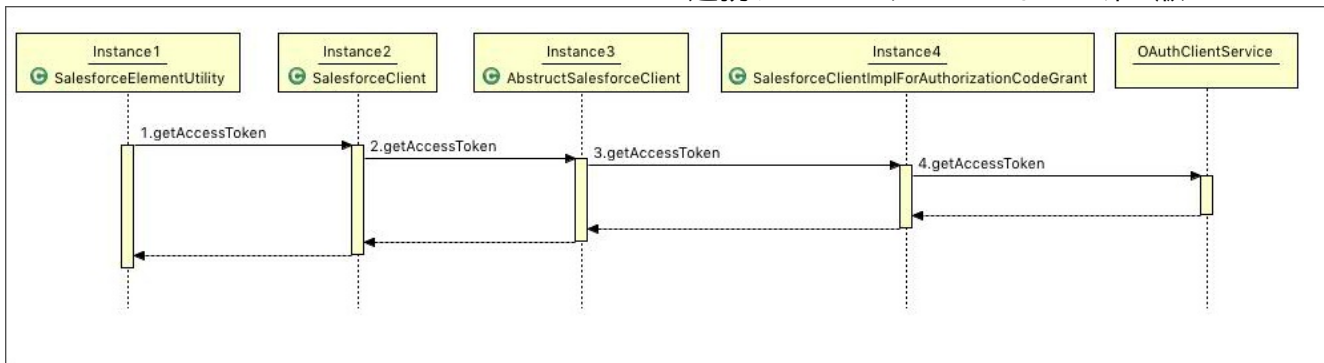 Instance1
SalesforceElementUtility
Instance2
SalesforceClient
Instance3
AbstructSalesforceClient
Instance4
SalesforceClientImplForAuthorizationCodeGrant
OAuthClientService
1.getAccessToken
2.getAccessToken
3.getAccessToken
4.getAccessToken